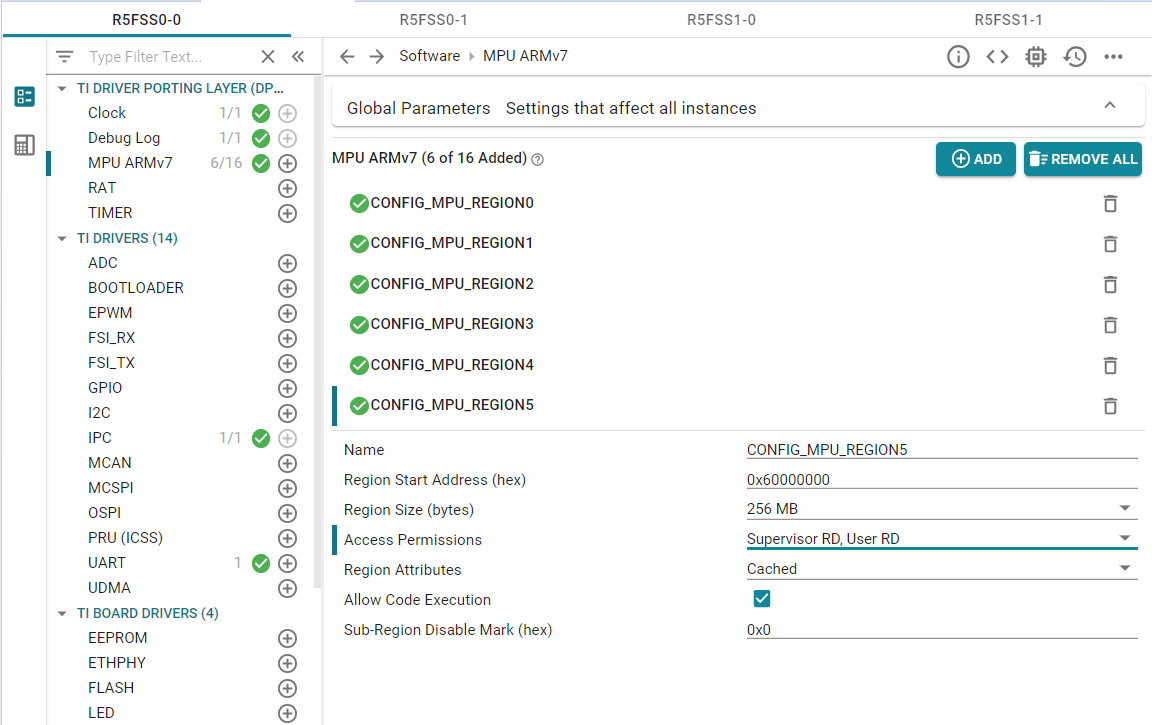 R5FSS0-0 R5FSS0-1 R5FSS1-0 R5FSS1-1
Type Filter Text...
Software MPU ARMv7
TI DRIVER PORTING LAYER (DP...
Clock 1/1
Debug Log 1/1
MPU ARMv7 6/16
RAT
TIMER
TI DRIVERS (14)
ADC
BOOTLOADER
EPWM
FSI_RX
FSI_TX
GPIO
I2C
IPC 1/1
MCAN
MCSPI
OSPI
PRU (ICSS)
UART 1
UDMA
TI BOARD DRIVERS (4)
EEPROM
ETHPHY
FLASH
LED
Global Parameters Settings that affect all instances
MPU ARMv7 (6 of 16 Added) ADD REMOVE ALL
CONFIG_MPU_REGION0
CONFIG_MPU_REGION1
CONFIG_MPU_REGION2
CONFIG_MPU_REGION3
CONFIG_MPU_REGION4
CONFIG_MPU_REGION5
Name CONFIG_MPU_REGION5
Region Start Address (hex) 0x60000000
Region Size (bytes) 256 MB
Access Permissions Supervisor RD, User RD
Region Attributes Cached
Allow Code Execution
Sub-Region Disable Mark (hex) 0x0